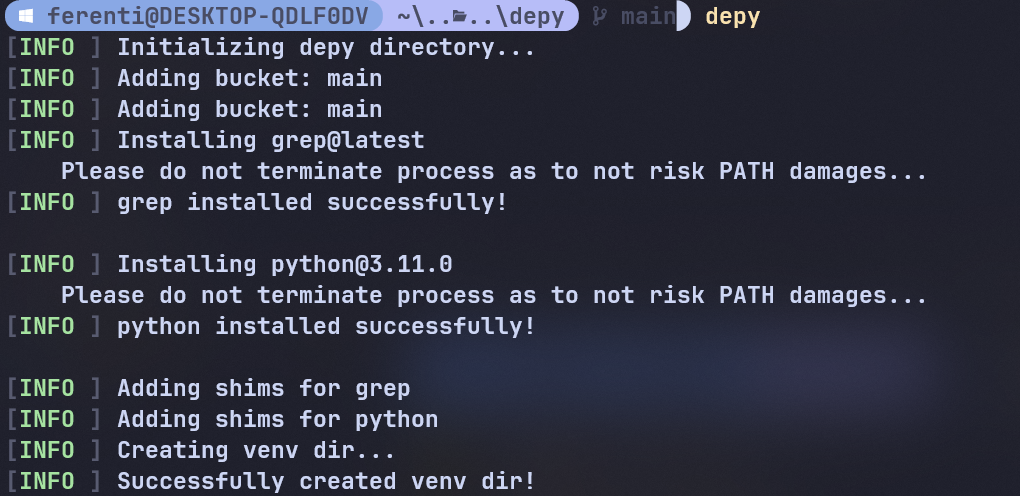 ferenti@DESKTOP-QDLF0DV ~\..\..\depy main depy
[INFO ] Initializing depy directory...
[INFO ] Adding bucket: main
[INFO ] Adding bucket: main
[INFO ] Installing grep@latest
    Please do not terminate process as to not risk PATH damages...
[INFO ] grep installed successfully!
[INFO ] Installing python@3.11.0
    Please do not terminate process as to not risk PATH damages...
[INFO ] python installed successfully!
[INFO ] Adding shims for grep
[INFO ] Adding shims for python
[INFO ] Creating venv dir...
[INFO ] Successfully created venv dir!